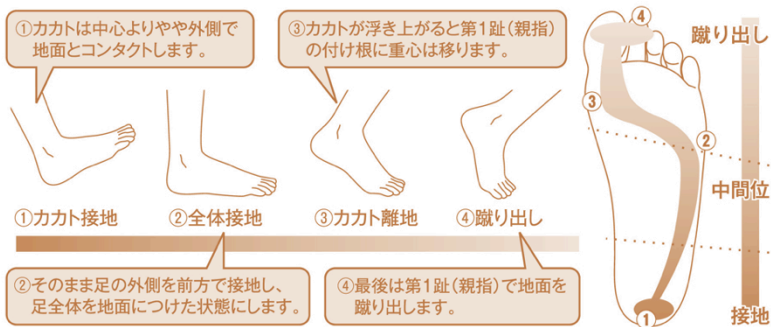 ①カカトは中心よりやや外側で
地面とコンタクトします。
③カカトが浮き上がると第1趾(親指)
の付け根に重心は移ります。
①カカト接地
②全体接地
③カカト離地
④蹴り出し
②そのまま足の外側を前方で接地し、
足全体を地面につけた状態にします。
④最後は第1趾(親指)で地面を
蹴り出します。
④
蹴り出し
③
②
中間位
①
接地